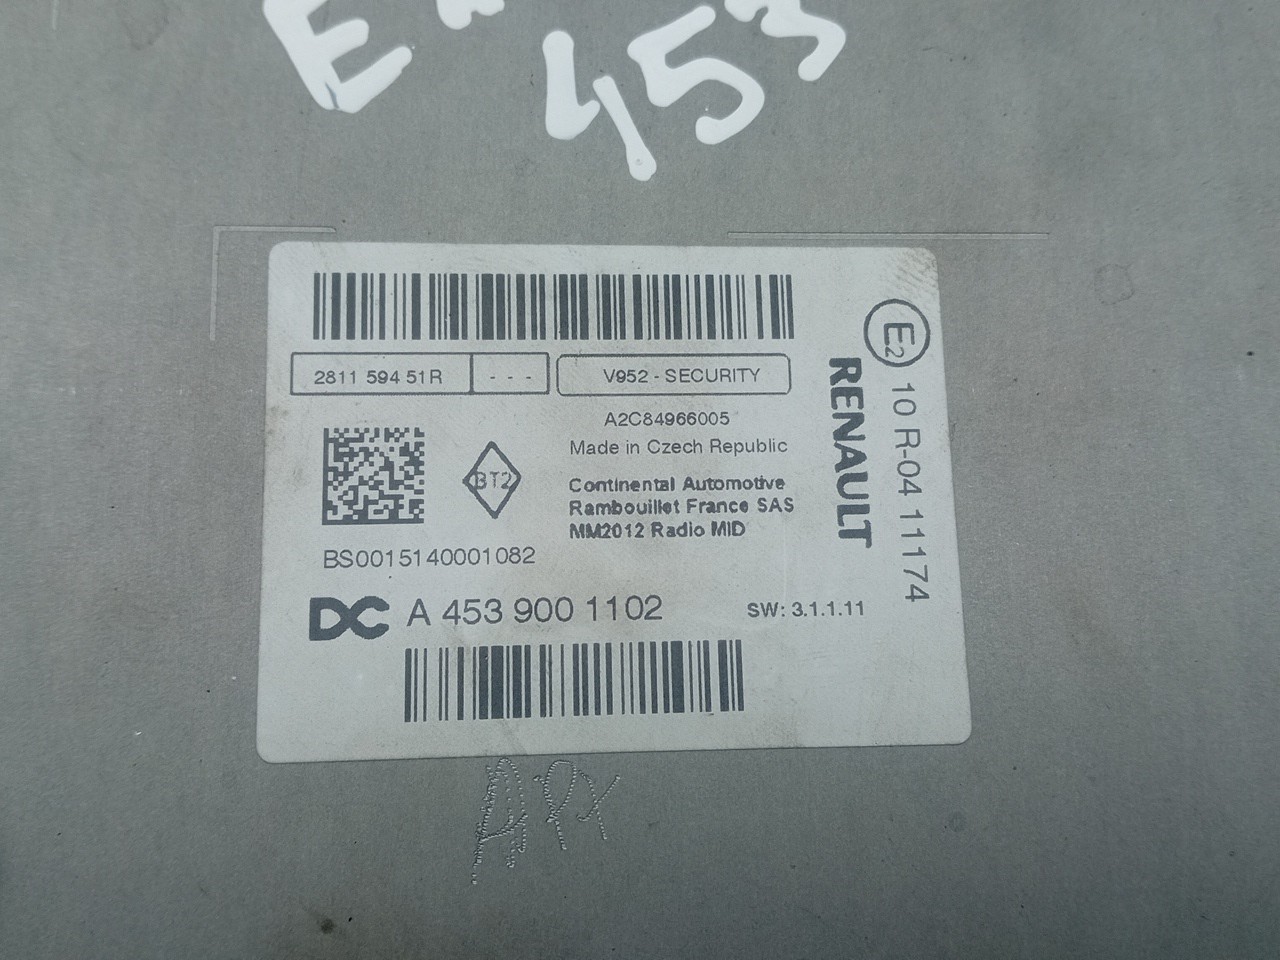 453
2811 594 51R
- - -
V952 - SECURITY
A2C84966005
Made in Czech Republic
BT2
Continental Automotive
Rambouillet France SAS
MM2012 Radio MID
BS0015140001082
DC A 453 900 1102
SW: 3.1.1.11
RENAULT
E2
10 R-04 11174